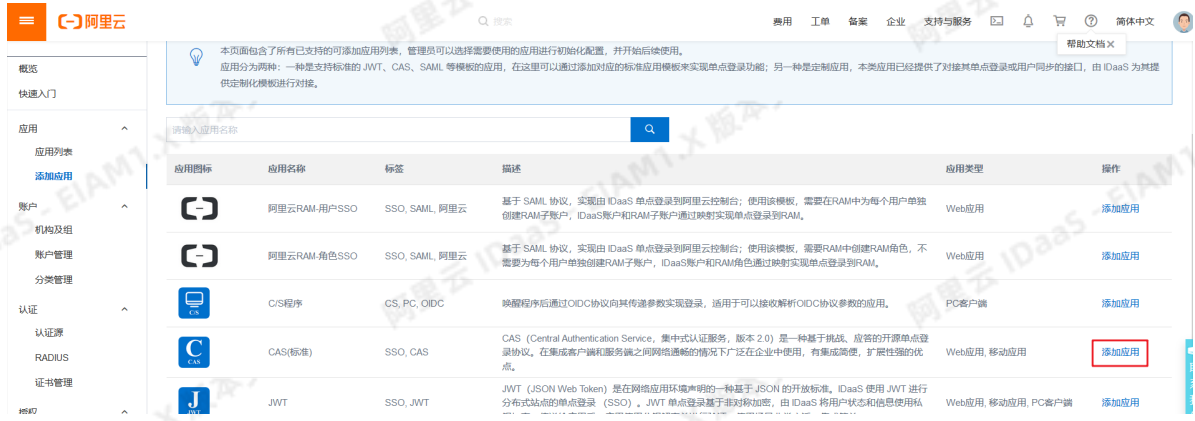 阿里云
搜索
费用 工单 备案 企业 支持与服务 简体中文
帮助文档
概览
快速入门
应用
应用列表
添加应用
账户
机构及组
账户管理
分类管理
认证
认证源
RADIUS
证书管理
授权
本页面包含了所有已支持的可添加应用列表，管理员可以选择需要使用的应用进行初始化配置，并开始后续使用。
应用分为两种：一种是支持标准的 JWT、CAS、SAML 等模板的应用，在这里可以通过添加对应的标准应用模板来实现单点登录功能；另一种是定制应用，本类应用已经提供了对接其单点登录或用户同步的接口，由 IDaaS 为其提
供定制化模板进行对接。
请输入应用名称
应用图标 应用名称 标签 描述 应用类型 操作
阿里云RAM-用户SSO SSO, SAML, 阿里云 基于 SAML 协议，实现由 IDaaS 单点登录到阿里云控制台；使用该模板，需要在RAM中为每个用户单独 Web应用 添加应用
创建RAM子账户，IDaaS账户和RAM子账户通过映射实现单点登录到RAM。
阿里云RAM-角色SSO SSO, SAML, 阿里云 基于 SAML 协议，实现由 IDaaS 单点登录到阿里云控制台；使用该模板，需要RAM中创建RAM角色，不 Web应用 添加应用
需要为每个用户单独创建RAM子账户，IDaaS账户和RAM角色通过映射实现单点登录到RAM。
C/S C/S程序 CS, PC, OIDC 唤醒程序后通过OIDC协议向其传递参数实现登录，适用于可以接收解析OIDC协议参数的应用。 PC客户端 添加应用
CAS（Central Authentication Service，集中式认证服务，版本 2.0）是一种基于挑战、应答的开源单点登
C CAS CAS(标准) SSO, CAS 录协议。在集成客户端和服务端之间网络通畅的情况下广泛在企业中使用，有集成简便，扩展性强的优 Web应用, 移动应用 添加应用
点。
JWT（JSON Web Token）是在网络应用环境声明的一种基于 JSON 的开放标准。IDaaS 使用 JWT 进行
J JWT JWT SSO, JWT 分布式站点的单点登录 （SSO）。JWT 单点登录基于非对称加密，由 IDaaS 将用户状态和信息使用私 Web应用, 移动应用, PC客户端 添加应用
阿里云 IDaaS - EIAM1.X 版本